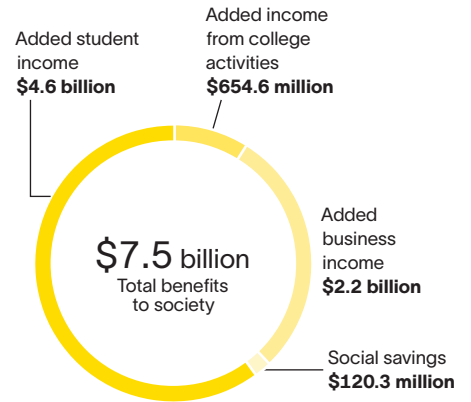 Added student
income
$4.6 billion
Added income
from college
activities
$654.6 million
$7.5 billion
Total benefits
to society
Added
business
income
$2.2 billion
Social savings
$120.3 million